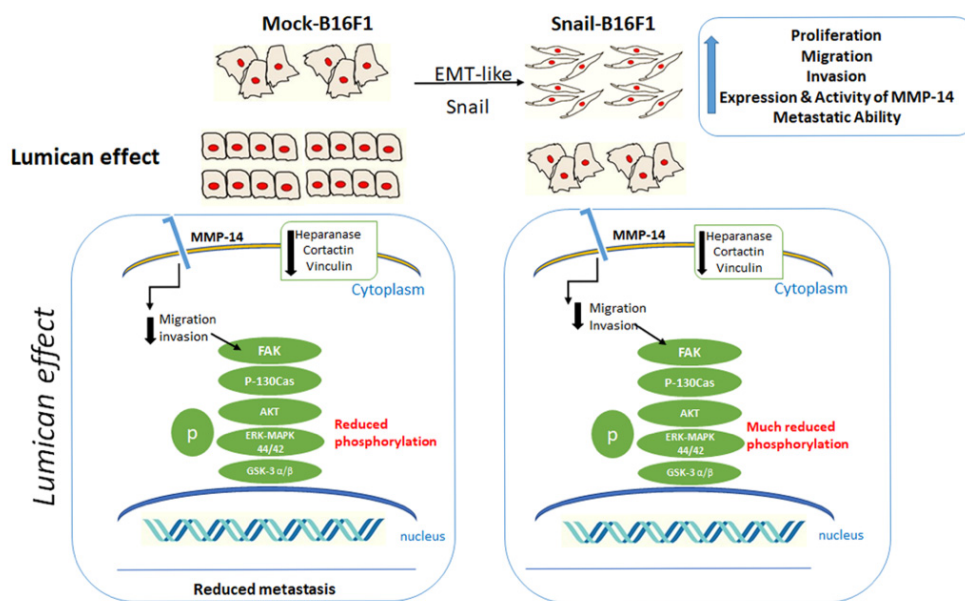 Mock-B16F1
Snail-B16F1
EMT-like
Snail
Proliferation
Migration
Invasion
Expression & Activity of MMP-14
Metastatic Ability
Lumican effect
Lumican effect
MMP-14
Heparanase
Cortactin
Vinculin
Cytoplasm
Migration
invasion
FAK
P-130Cas
AKT
ERK-MAPK
44/42
GSK-3 α/β
p
Reduced
phosphorylation
nucleus
Reduced metastasis
MMP-14
Heparanase
Cortactin
Vinculin
Cytoplasm
Migration
Invasion
FAK
P-130Cas
AKT
ERK-MAPK
44/42
GSK-3 α/β
p
Much reduced
phosphorylation
nucleus